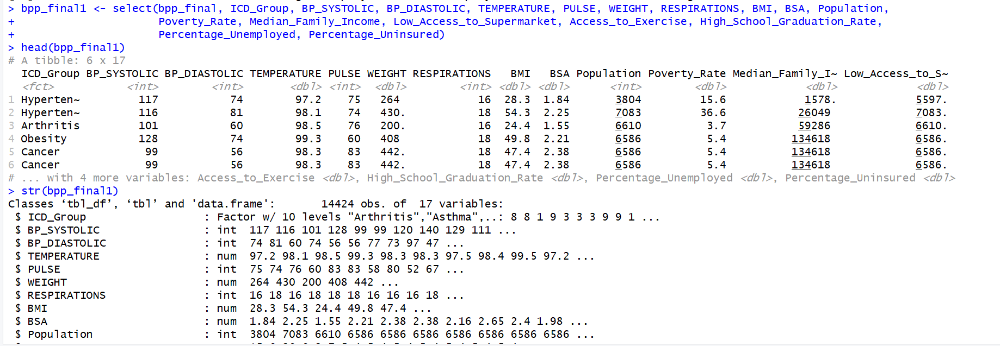 > bpp_final1 <- select(bpp_final, ICD_Group, BP_SYSTOLIC, BP_DIASTOLIC, TEMPERATURE, PULSE, WEIGHT, RESPIRATIONS, BMI, BSA, Population,
+ Poverty_Rate, Median_Family_Income, Low_Access_to_Supermarket, Access_to_Exercise, High_School_Graduation_Rate,
+ Percentage_Unemployed, Percentage_Uninsured)
> head(bpp_final1)
# A tibble: 6 x 17
ICD_Group BP_SYSTOLIC BP_DIASTOLIC TEMPERATURE PULSE WEIGHT RESPIRATIONS BMI BSA Population Poverty_Rate Median_Family_I~ Low_Access_to_S~
<fct> <int> <int> <dbl> <int> <dbl> <int> <dbl> <dbl> <int> <dbl> <dbl> <dbl>
1 Hyperten~ 117 74 97.2 75 264 16 28.3 1.84 3804 15.6 1578. 5597.
2 Hyperten~ 116 81 98.1 74 430. 18 54.3 2.25 7083 36.6 26049 7083.
3 Arthritis 101 60 98.5 76 200. 16 24.4 1.55 6610 3.7 59286 6610.
4 Obesity 128 74 99.3 60 408 18 49.8 2.21 6586 5.4 134618 6586.
5 Cancer 99 56 98.3 83 442. 18 47.4 2.38 6586 5.4 134618 6586.
6 Cancer 99 56 98.3 83 442. 18 47.4 2.38 6586 5.4 134618 6586.
# ... with 4 more variables: Access_to_Exercise <dbl>, High_School_Graduation_Rate <dbl>, Percentage_Unemployed <dbl>, Percentage_Uninsured <dbl>
> str(bpp_final1)
Classes ‘tbl_df’, ‘tbl’ and 'data.frame': 14424 obs. of 17 variables:
$ ICD_Group : Factor w/ 10 levels "Arthritis","Asthma",..: 8 8 1 9 3 3 3 9 9 1 ...
$ BP_SYSTOLIC : int 117 116 101 128 99 99 120 140 129 111 ...
$ BP_DIASTOLIC : int 74 81 60 74 56 56 77 73 97 47 ...
$ TEMPERATURE : num 97.2 98.1 98.5 99.3 98.3 98.3 97.5 98.4 99.5 97.2 ...
$ PULSE : int 75 74 76 60 83 83 58 80 52 67 ...
$ WEIGHT : num 264 430 200 408 442 ...
$ RESPIRATIONS : int 16 18 16 18 18 18 16 16 16 18 ...
$ BMI : num 28.3 54.3 24.4 49.8 47.4 ...
$ BSA : num 1.84 2.25 1.55 2.21 2.38 2.38 2.16 2.65 2.4 1.98 ...
$ Population : int 3804 7083 6610 6586 6586 6586 6586 6586 6586 6586 ...